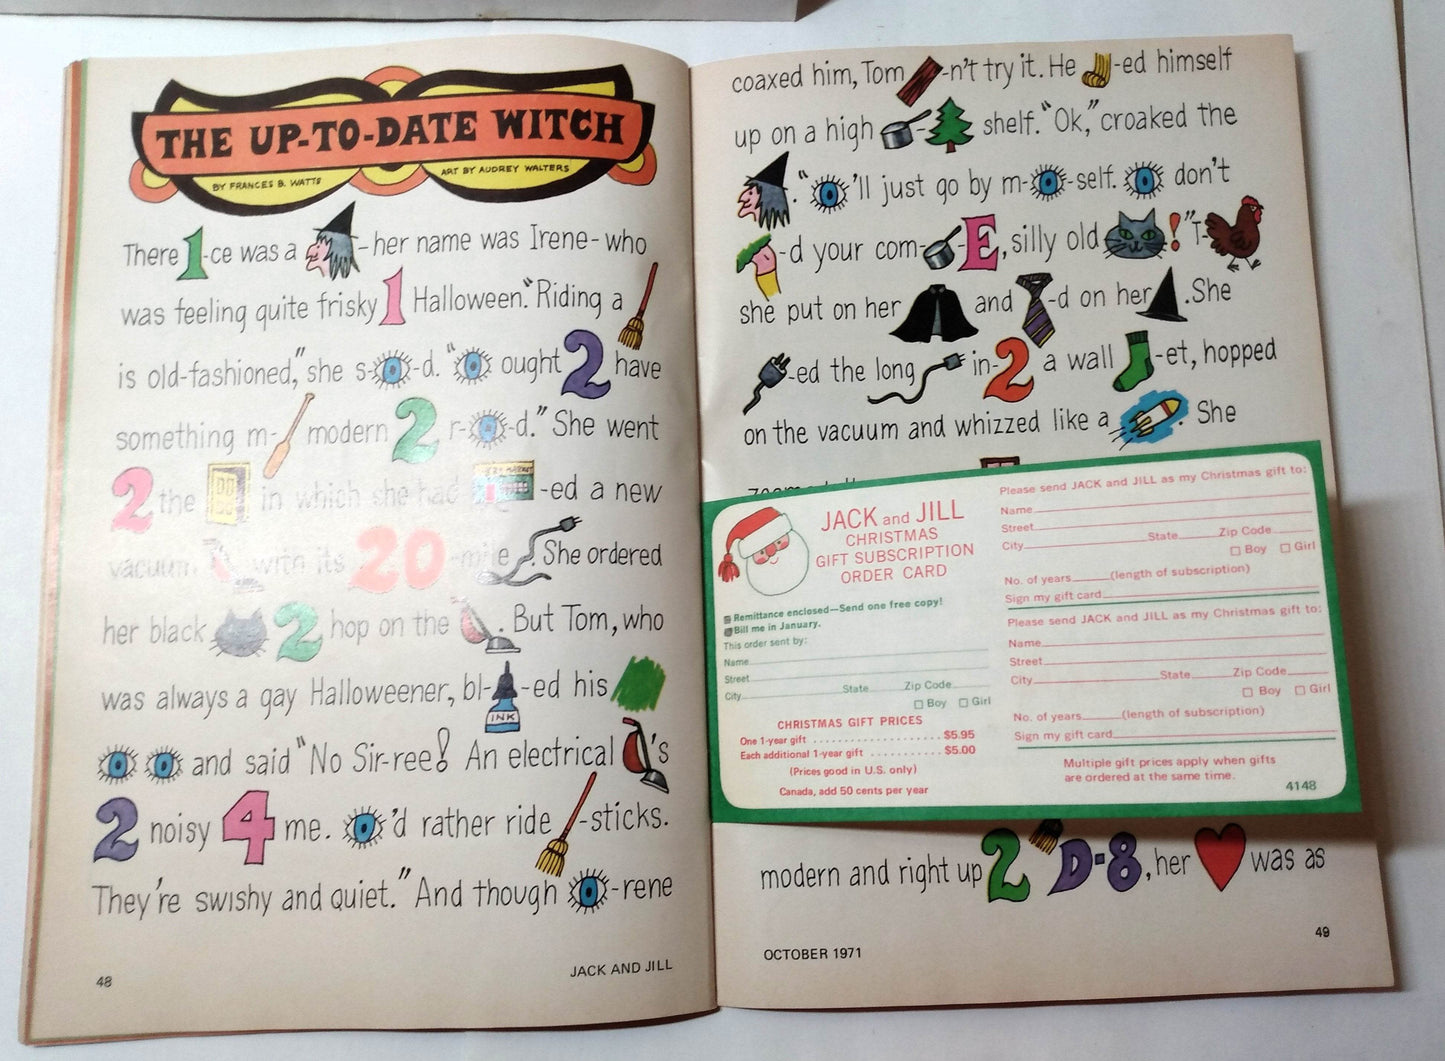 THE UP-TO-DATE WITCH
BY FRANCES B. WATTS
ART BY AUDREY WALTERS
There 1-ce was a -her name was Irene-who
was feeling quite frisky 1 Halloween. "Riding a
is old-fashioned," she s- -d. " ought 2 have
something m- modern 2 r- -d." She went
2 the in which she had -ed a new
vacuum with its 20-mile . She ordered
her black 2 hop on the . But Tom, who
was always a gay Halloweener, bl- -ed his
INK
and said "No Sir-ree! An electrical 's
2 noisy 4 me. 'd rather ride -sticks.
They're swishy and quiet." And though -rene
48
JACK AND JILL
coaxed him, Tom -n't try it. He -ed himself
up on a high - shelf. "Ok," croaked the
. " 'll just go by m- -self. don't
-d your com- -E, silly old !" T-
she put on her and -d on her . She
-ed the long in-2 a wall -et, hopped
on the vacuum and whizzed like a . She
modern and right up 2 D-8, her was as
OCTOBER 1971
49
JACK and JILL
CHRISTMAS
GIFT SUBSCRIPTION
ORDER CARD
Remittance enclosed—Send one free copy!
Bill me in January.
This order sent by:
Name
Street
City State Zip Code
Boy Girl
CHRISTMAS GIFT PRICES
One 1-year gift . . . . . . . . . . . . . . . . . . . . $5.95
Each additional 1-year gift . . . . . . . . . . . $5.00
(Prices good in U.S. only)
Canada, add 50 cents per year
Please send JACK and JILL as my Christmas gift to:
Name
Street
City State Zip Code
Boy Girl
No. of years (length of subscription)
Sign my gift card
Please send JACK and JILL as my Christmas gift to:
Name
Street
City State Zip Code
Boy Girl
No. of years (length of subscription)
Sign my gift card
Multiple gift prices apply when gifts
are ordered at the same time.
4148